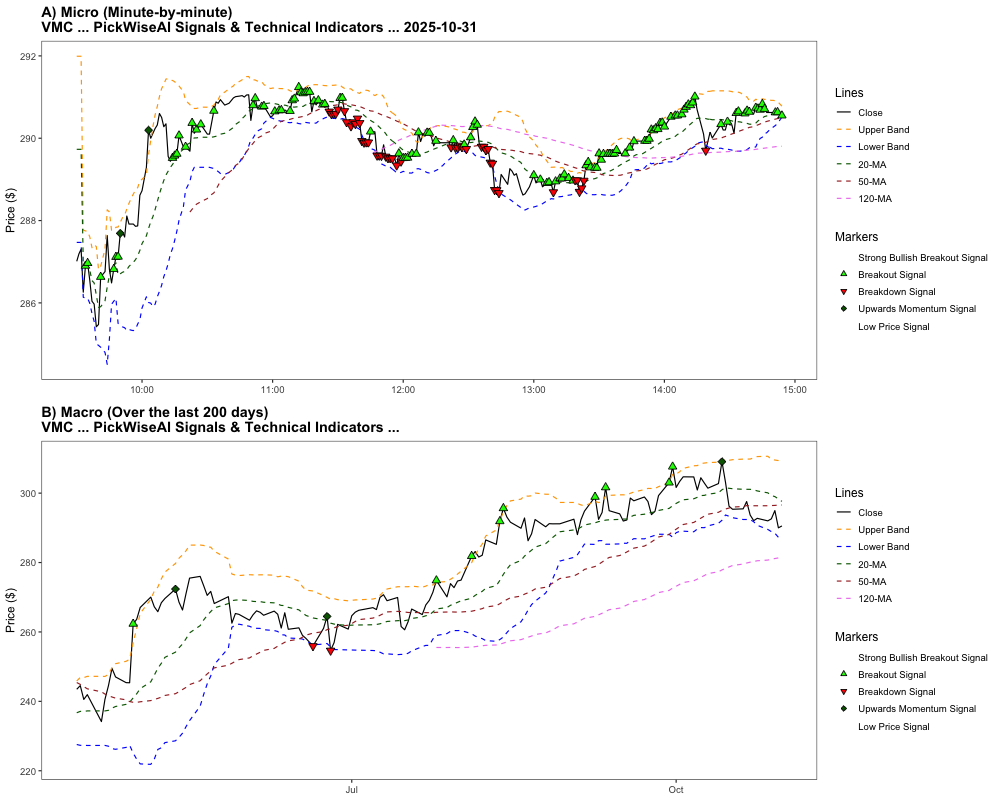 A) Micro (Minute-by-minute)
VMC ... PickWiseAI Signals & Technical Indicators ... 2025-10-31
Price ($)
292
290
288
286
10:00
11:00
12:00
13:00
14:00
15:00
Lines
Close
Upper Band
Lower Band
20-MA
50-MA
120-MA
Markers
Strong Bullish Breakout Signal
Breakout Signal
Breakdown Signal
Upwards Momentum Signal
Low Price Signal
B) Macro (Over the last 200 days)
VMC ... PickWiseAI Signals & Technical Indicators ...
Price ($)
300
280
260
240
220
Jul
Oct
Lines
Close
Upper Band
Lower Band
20-MA
50-MA
120-MA
Markers
Strong Bullish Breakout Signal
Breakout Signal
Breakdown Signal
Upwards Momentum Signal
Low Price Signal